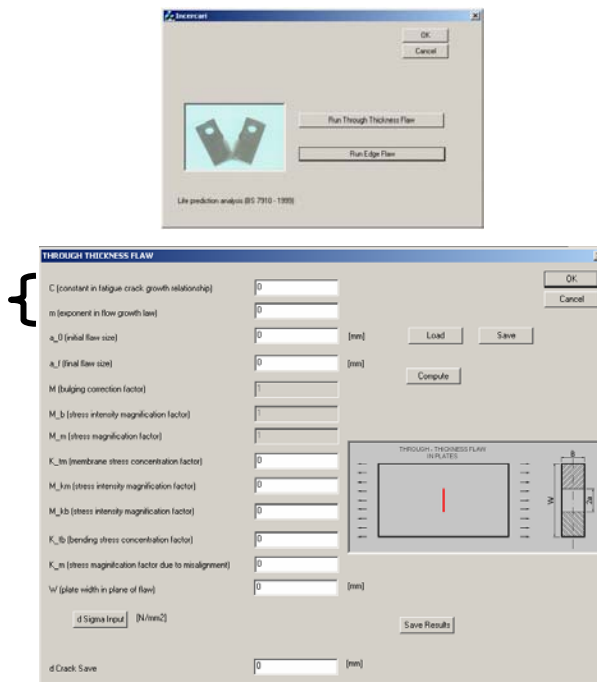 Incercari
OK
Cancel
Run Through Thickness Flaw
Run Edge Flaw
Life prediction analysis (BS 7910 - 1999)
THROUGH THICKNESS FLAW
C (constant in fatigue crack growth relationship)
0
OK
Cancel
m (exponent in flow growth law)
0
a_0 (initial flaw size)
0
[mm]
Load
Save
a_f (final flaw size)
0
[mm]
Compute
M (bulging correction factor)
1
M_b (stress intensity magnification factor)
1
M_m (stress magnification factor)
1
K_tm (membrane stress concentration factor)
0
M_km (stress intensity magnification factor)
0
M_kb (stress intensity magnification factor)
0
K_tb (bending stress concentration factor)
0
K_m (stress maginifcation factor due to misalignment)
0
W (plate width in plane of flaw)
0
[mm]
THROUGH - THICKNESS FLAW
IN PLATES
B
W
2a
d Sigma Input
[N/mm2]
Save Results
d Crack Save
0
[mm]